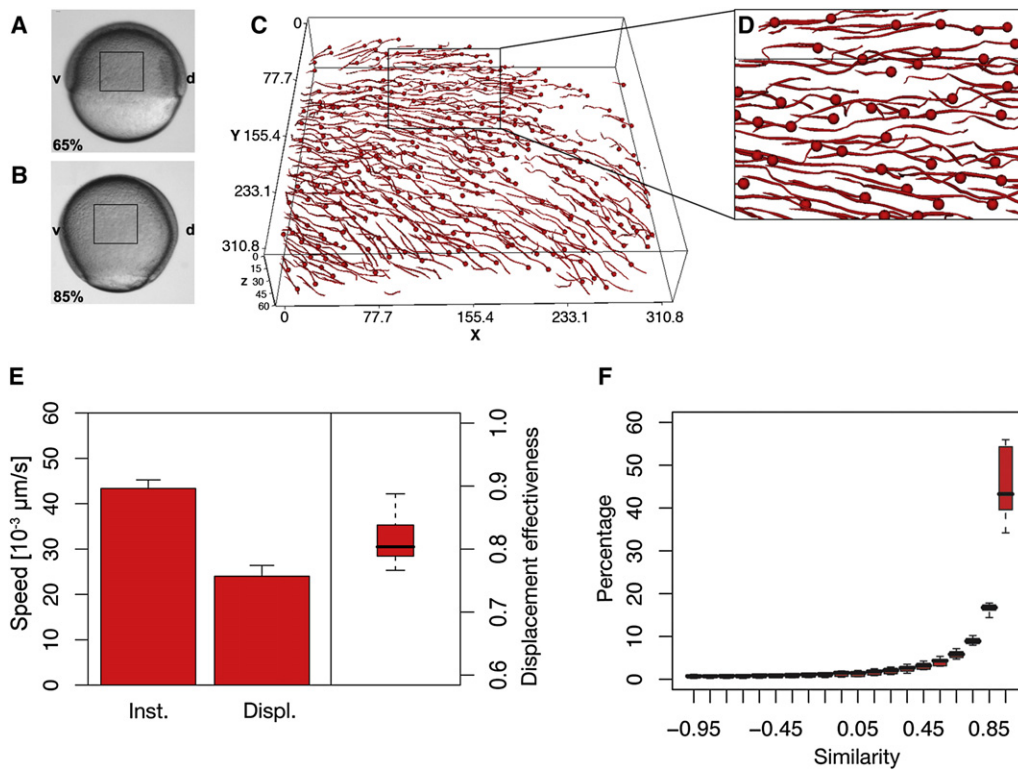 A
v
d
65%
B
v
d
85%
C
0
77.7
Y 155.4
233.1
310.8
0
15
Z 30
45
60
0
77.7
155.4
233.1
310.8
X
D
E
Speed [10⁻³ µm/s]
0
10
20
30
40
50
60
Inst.
Displ.
Displacement effectiveness
0.6
0.7
0.8
0.9
1.0
F
Percentage
0
10
20
30
40
50
60
−0.95
−0.45
0.05
0.45
0.85
Similarity